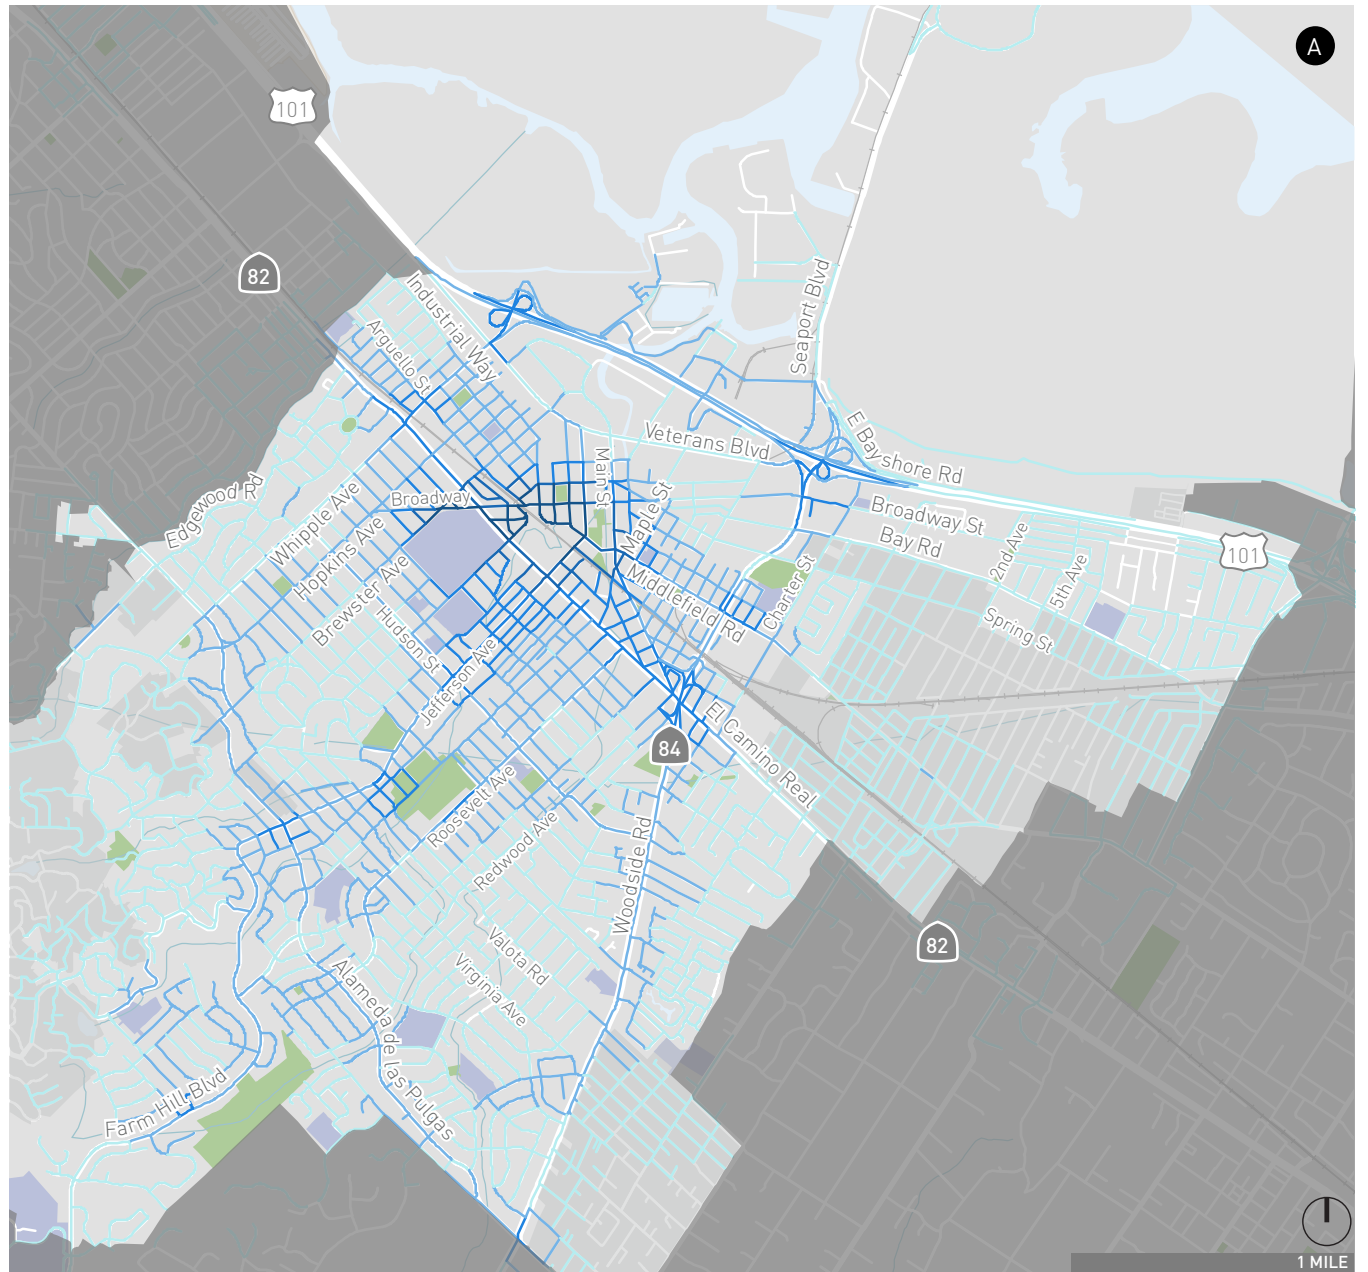 A
101
82
Industrial Way
Arguello St
Seaport Blvd
E Bayshore Rd
Veterans Blvd
Main St
Maple St
Broadway
Edgewood Rd
Whipple Ave
Hopkins Ave
Brewster Ave
Hudson St
Jefferson Ave
Middlefield Rd
Charter St
Broadway St
Bay Rd
2nd Ave
5th Ave
Spring St
101
El Camino Real
84
Roosevelt Ave
Redwood Ave
Woodside Rd
82
Valota Rd
Virginia Ave
Alameda de las Pulgas
Farm Hill Blvd
1 MILE